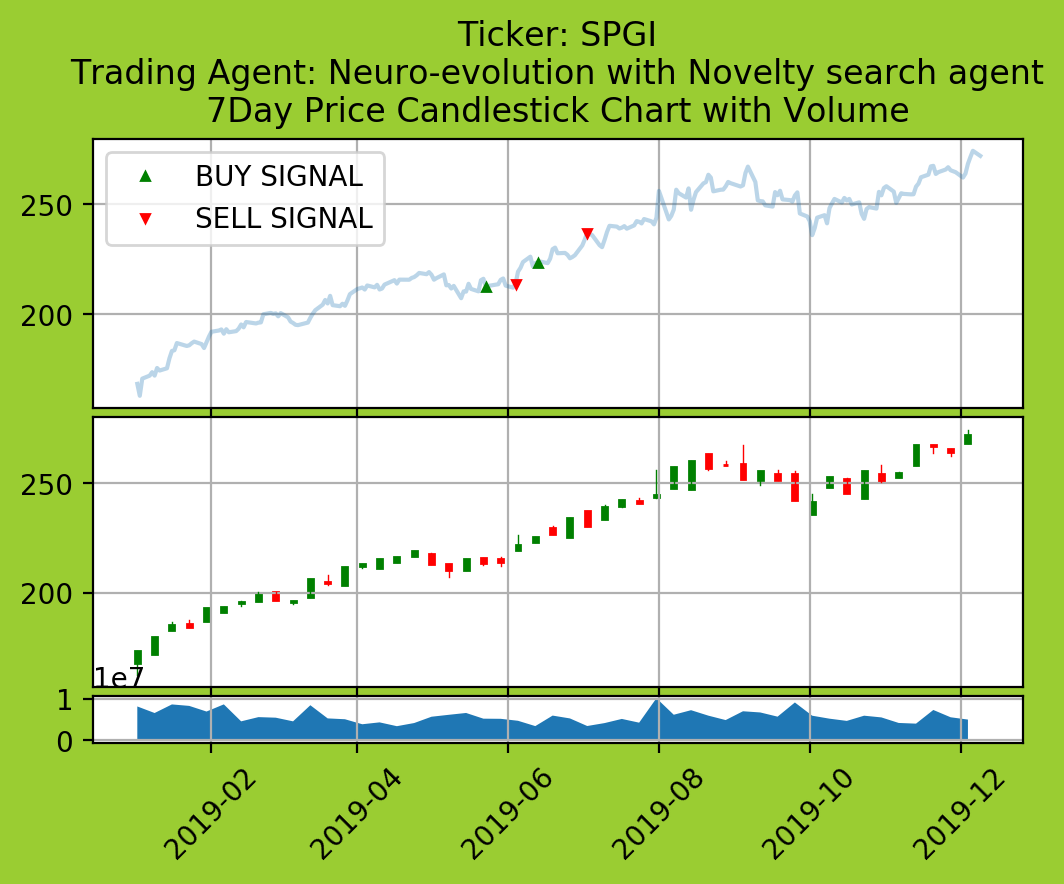 Ticker: SPGI
Trading Agent: Neuro-evolution with Novelty search agent
7Day Price Candlestick Chart with Volume
BUY SIGNAL
SELL SIGNAL
250
200
250
200
1e7
1
0
2019-02
2019-04
2019-06
2019-08
2019-10
2019-12